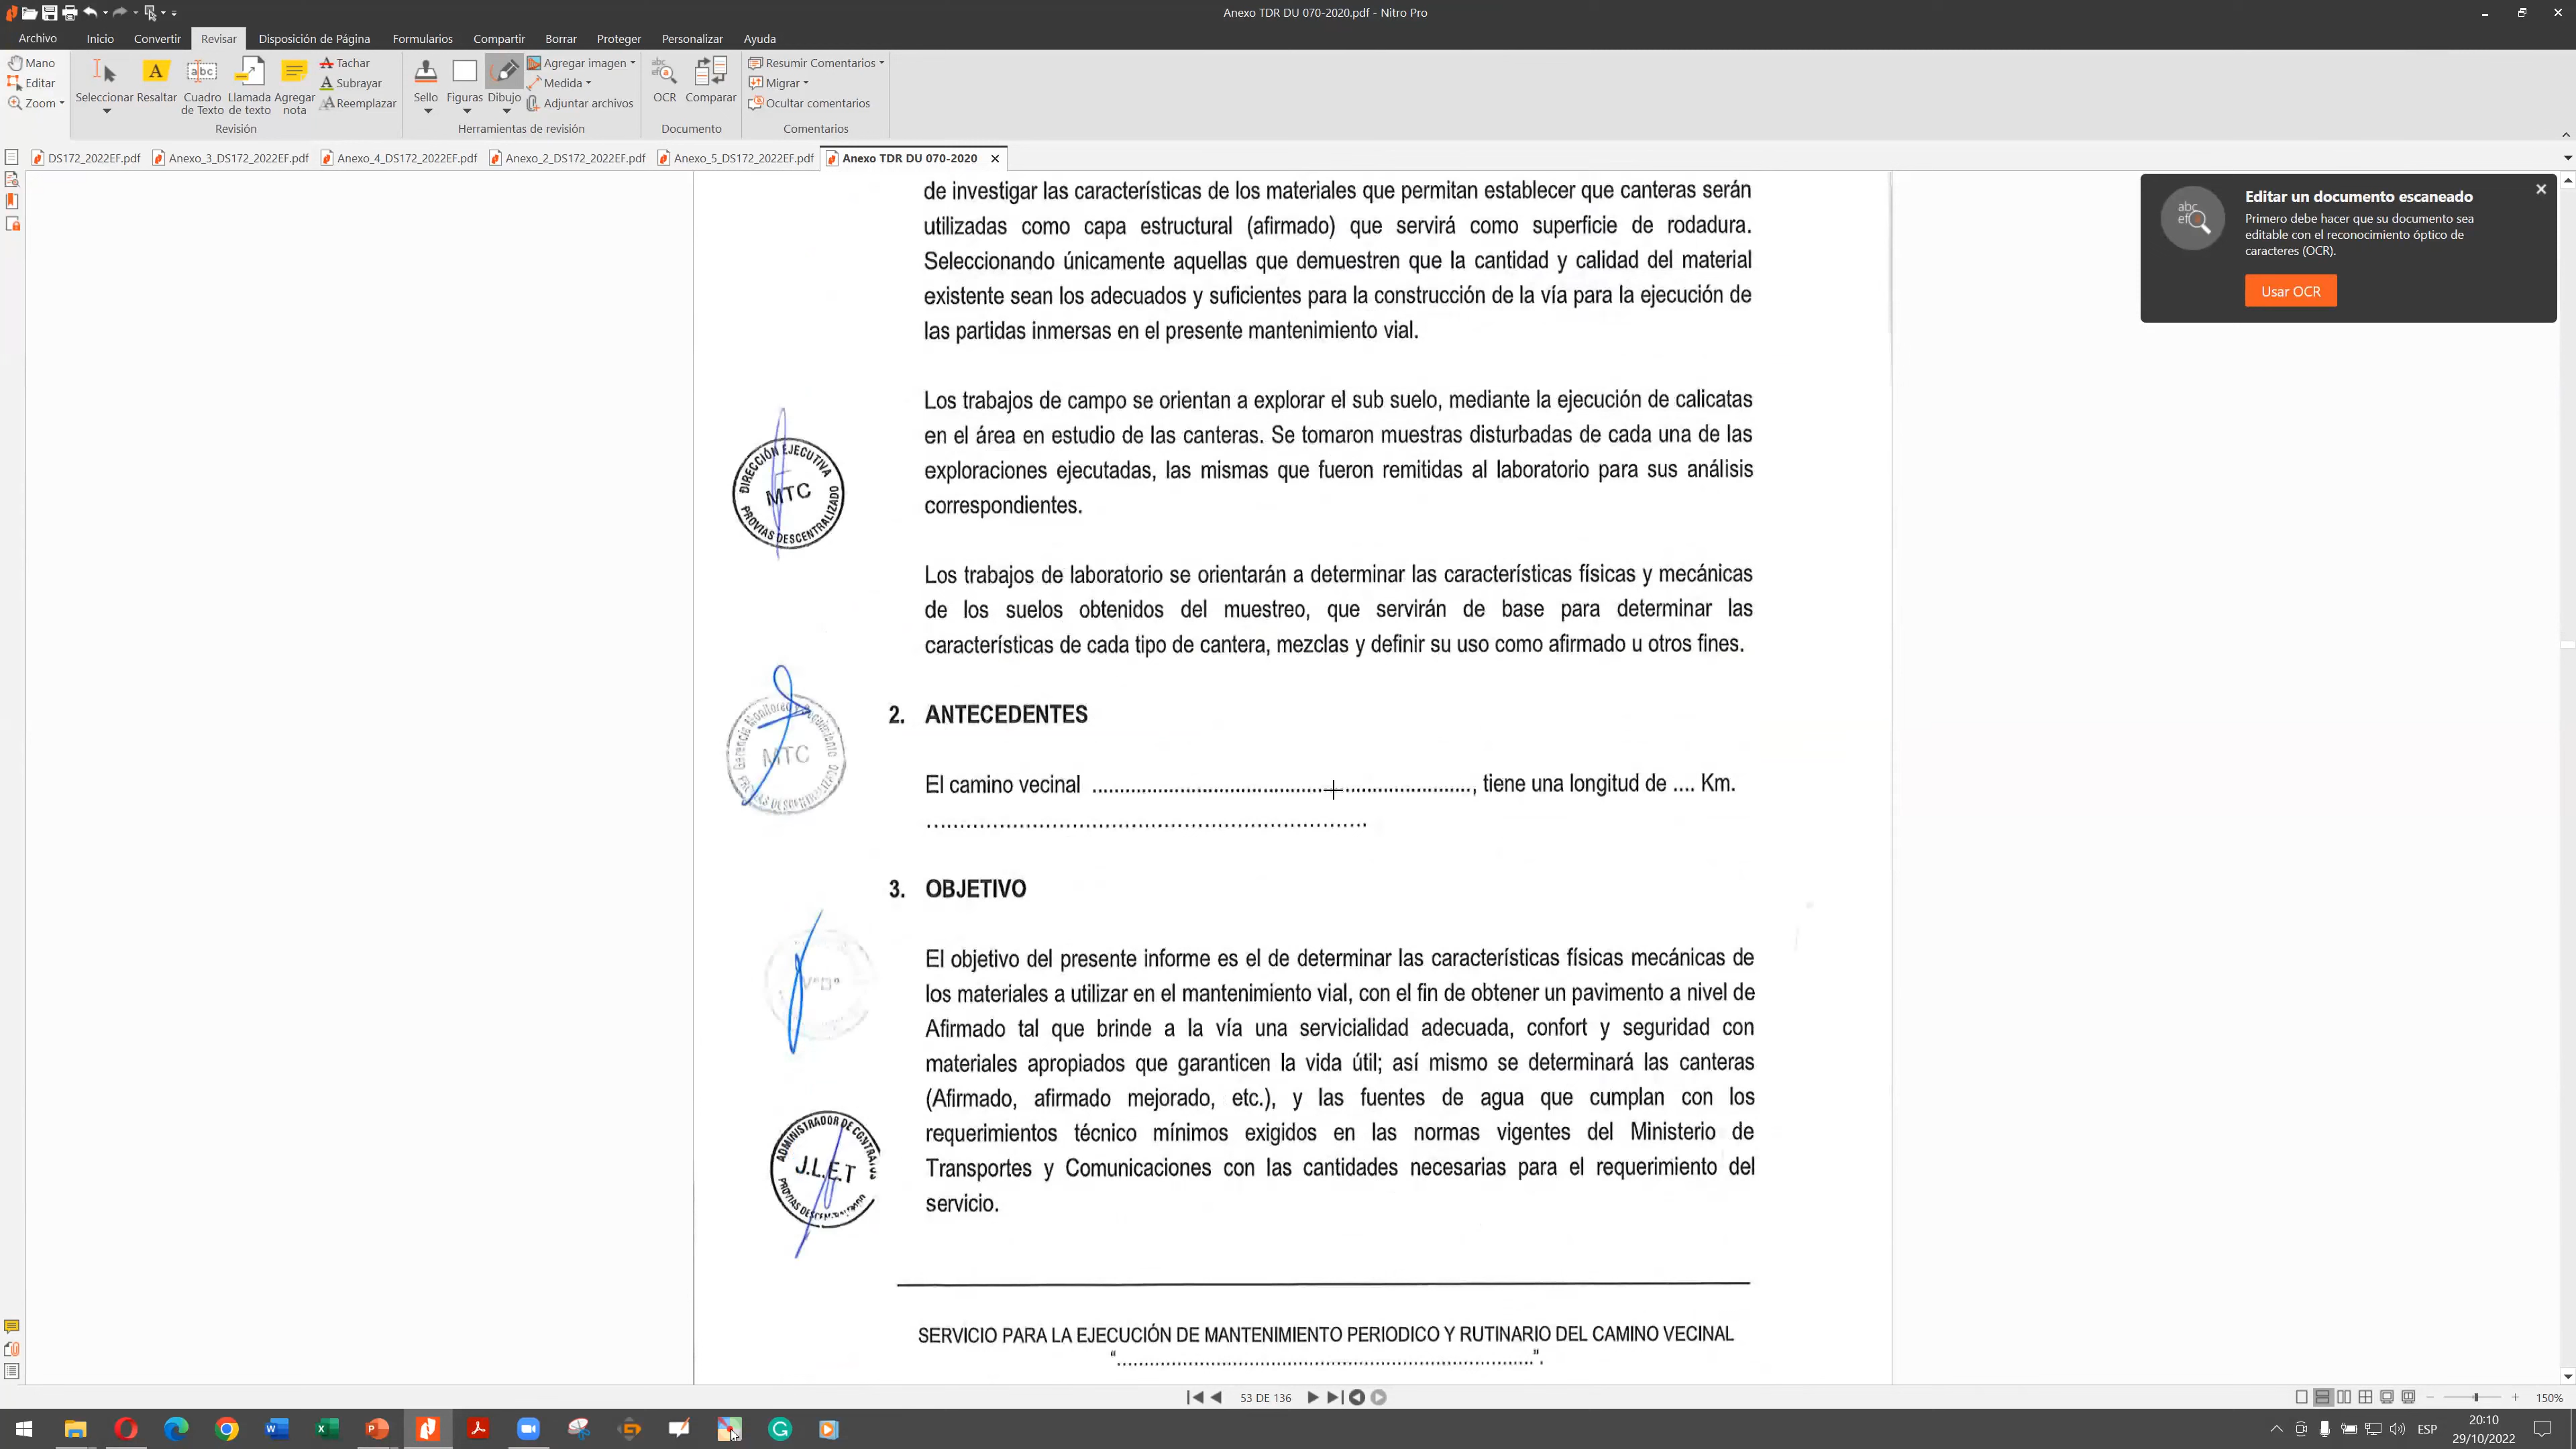 Anexo TDR DU 070-2020.pdf - Nitro Pro
Archivo Inicio Convertir Revisar Disposición de Página Formularios Compartir Borrar Proteger Personalizar Ayuda
Mano
Editar
Zoom
Seleccionar
Resaltar
Cuadro de Texto
Llamada de texto
Agregar nota
Tachar
Subrayar
Reemplazar
Revisión
Sello
Figuras
Dibujo
Agregar imagen
Medida
Adjuntar archivos
Herramientas de revisión
OCR
Comparar
Documento
Resumir Comentarios
Migrar
Ocultar comentarios
Comentarios
DS172_2022EF.pdf Anexo_3_DS172_2022EF.pdf Anexo_4_DS172_2022EF.pdf Anexo_2_DS172_2022EF.pdf Anexo_5_DS172_2022EF.pdf Anexo TDR DU 070-2020
Editar un documento escaneado
Primero debe hacer que su documento sea
editable con el reconocimiento óptico de
caracteres (OCR).
Usar OCR
de investigar las características de los materiales que permitan establecer que canteras serán
utilizadas como capa estructural (afirmado) que servirá como superficie de rodadura.
Seleccionando únicamente aquellas que demuestren que la cantidad y calidad del material
existente sean los adecuados y suficientes para la construcción de la vía para la ejecución de
las partidas inmersas en el presente mantenimiento vial.
Los trabajos de campo se orientan a explorar el sub suelo, mediante la ejecución de calicatas
en el área en estudio de las canteras. Se tomaron muestras disturbadas de cada una de las
exploraciones ejecutadas, las mismas que fueron remitidas al laboratorio para sus análisis
correspondientes.
DIRECCIÓN EJECUTIVA
MTC
PROVIAS DESCENTRALIZADO
Los trabajos de laboratorio se orientarán a determinar las características físicas y mecánicas
de los suelos obtenidos del muestreo, que servirán de base para determinar las
características de cada tipo de cantera, mezclas y definir su uso como afirmado u otros fines.
Gerencia Monitoreo y Seguimiento
MTC
PROVIAS DESCENTRALIZADO
2. ANTECEDENTES
El camino vecinal ......................................................................, tiene una longitud de .... Km.
..................................................................
3. OBJETIVO
VºBº
El objetivo del presente informe es el de determinar las características físicas mecánicas de
los materiales a utilizar en el mantenimiento vial, con el fin de obtener un pavimento a nivel de
Afirmado tal que brinde a la vía una servicialidad adecuada, confort y seguridad con
materiales apropiados que garanticen la vida útil; así mismo se determinará las canteras
(Afirmado, afirmado mejorado, etc.), y las fuentes de agua que cumplan con los
requerimientos técnico mínimos exigidos en las normas vigentes del Ministerio de
Transportes y Comunicaciones con las cantidades necesarias para el requerimiento del
servicio.
ADMINISTRADOR DE CONTRATOS
J.L.E.T
PROVIAS DESCENTRALIZADO
SERVICIO PARA LA EJECUCIÓN DE MANTENIMIENTO PERIODICO Y RUTINARIO DEL CAMINO VECINAL
“..............................................................................”.
53 DE 136
150%
ESP
20:10
29/10/2022